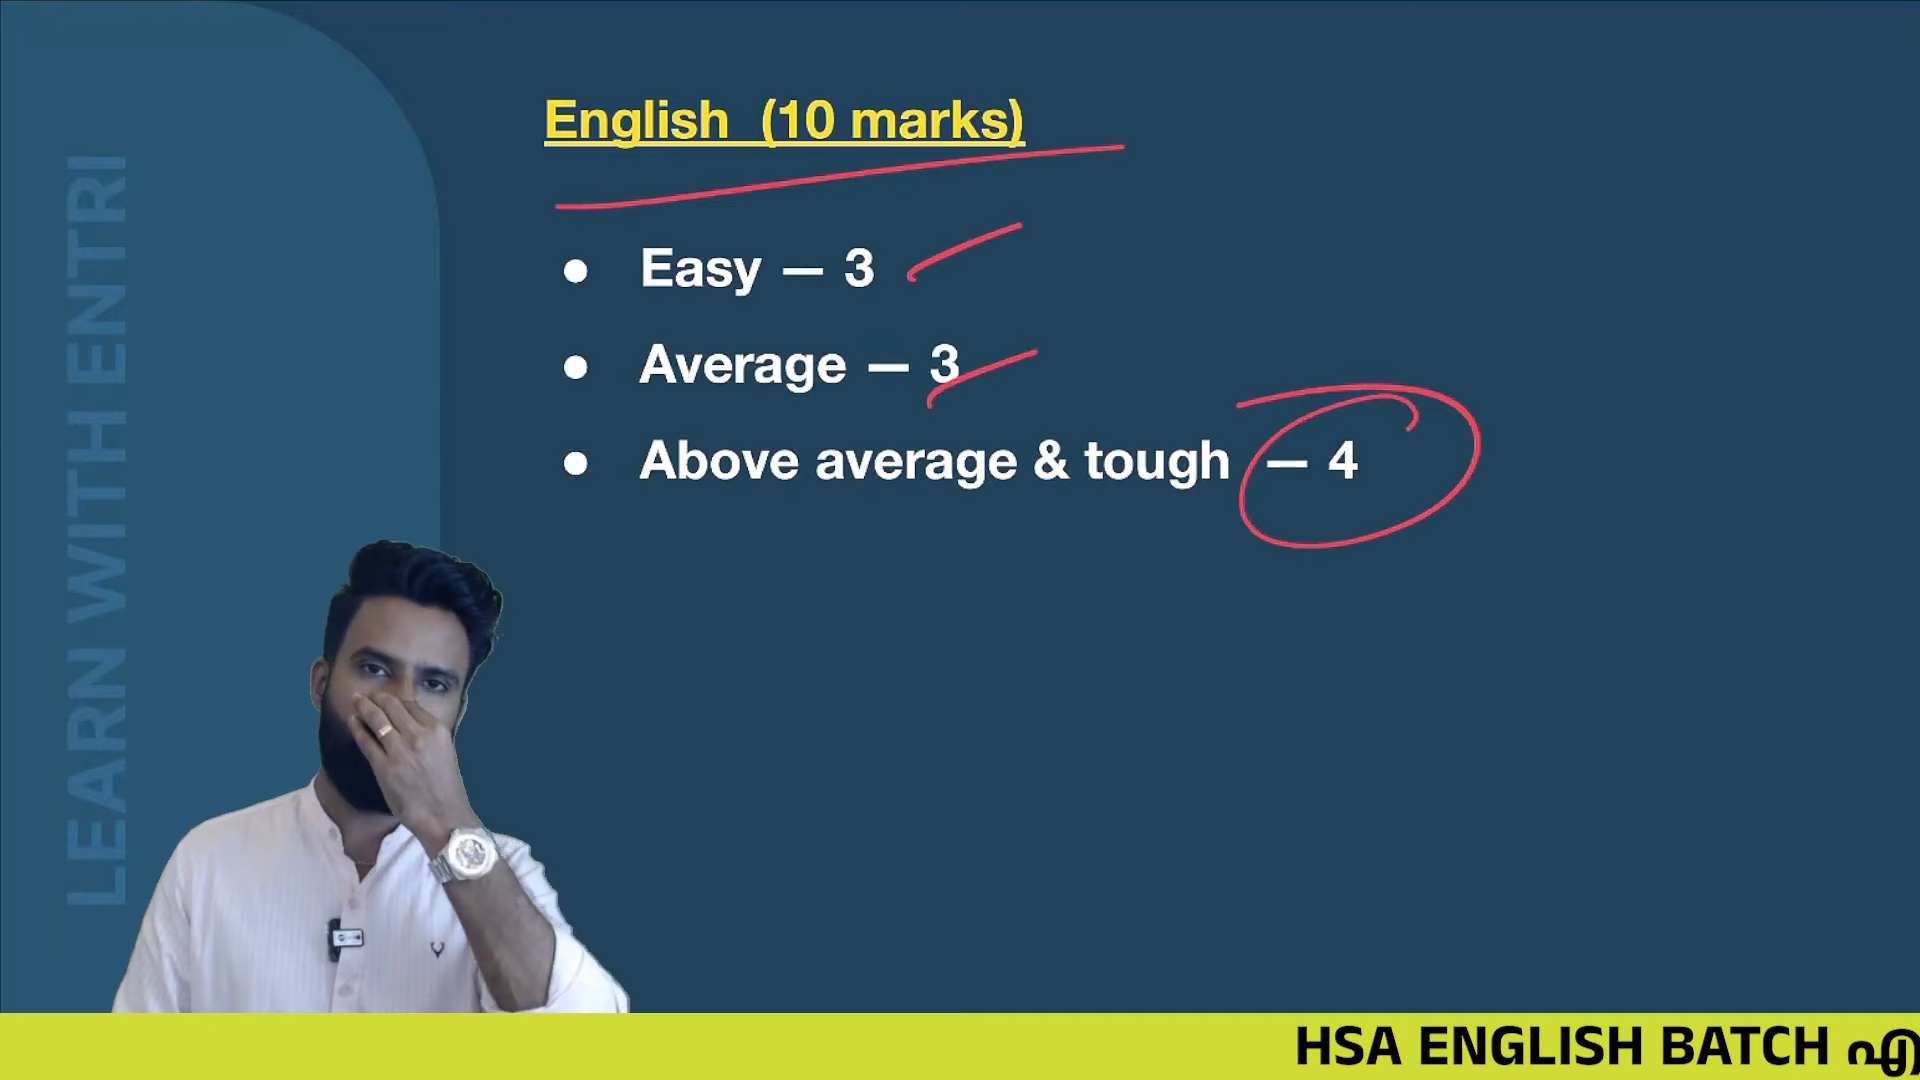 English (10 marks)
● Easy — 3
● Average — 3
● Above average & tough — 4
LEARN WITH ENTRI
HSA ENGLISH BATCH